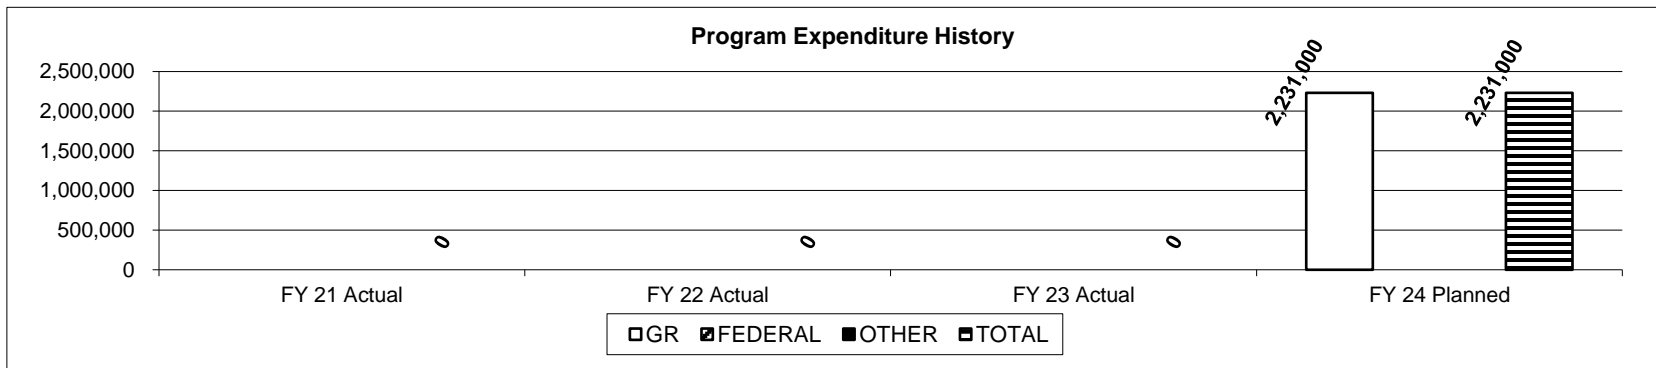 Program Expenditure History
2,500,000
2,000,000
1,500,000
1,000,000
500,000
0
0
0
0
2,231,000
2,231,000
FY 21 Actual
FY 22 Actual
FY 23 Actual
FY 24 Planned
GR FEDERAL OTHER TOTAL